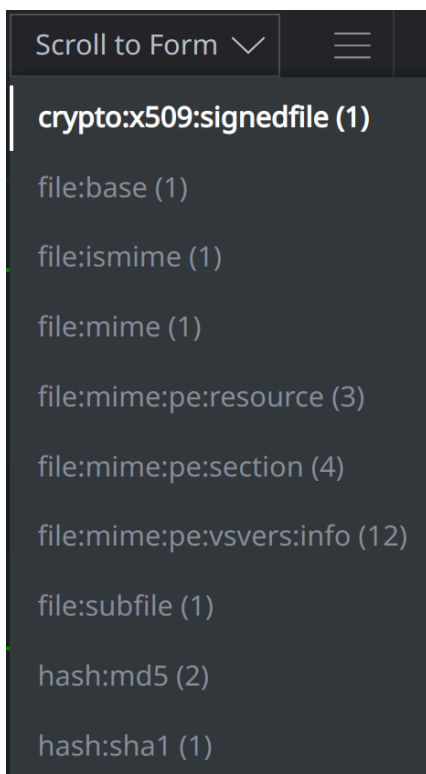 Scroll to Form
crypto:x509:signedfile (1)
file:base (1)
file:ismime (1)
file:mime (1)
file:mime:pe:resource (3)
file:mime:pe:section (4)
file:mime:pe:vsvers:info (12)
file:subfile (1)
hash:md5 (2)
hash:sha1 (1)